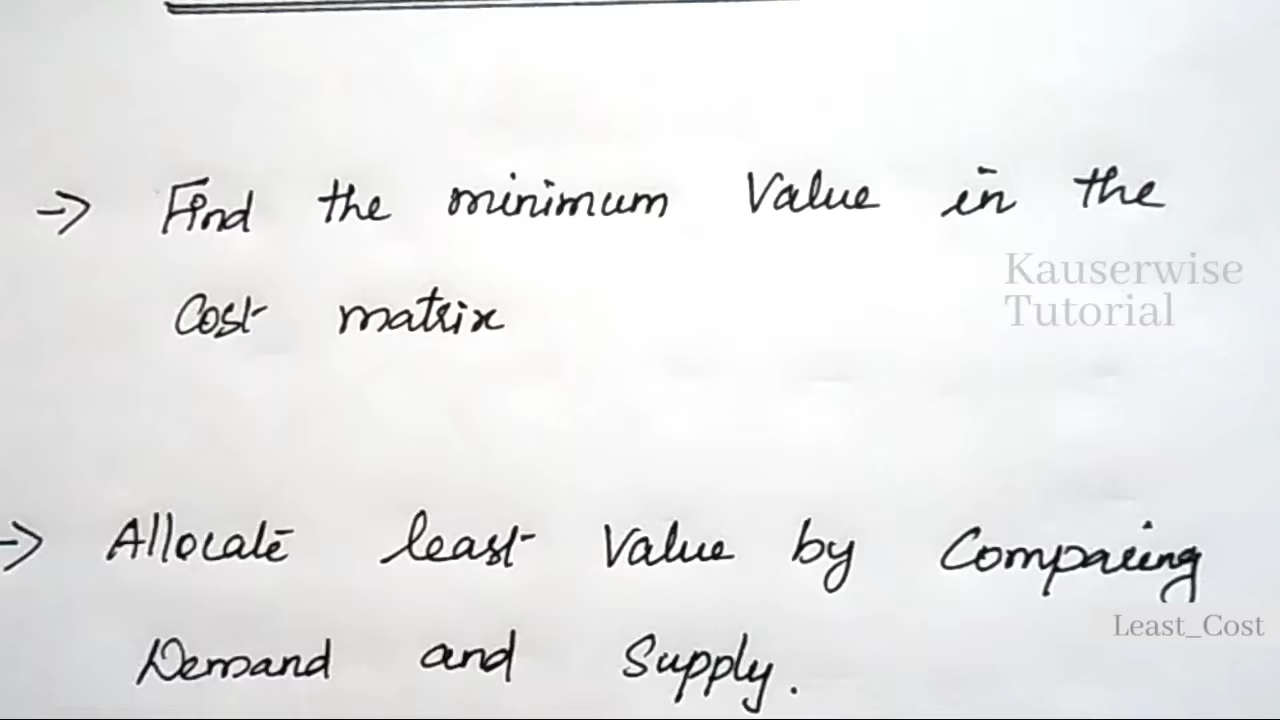 -> Find the minimum Value in the
Cost matrix
Kauserwise
Tutorial
-> Allocate least Value by Comparing
Demand and Supply.
Least_Cost